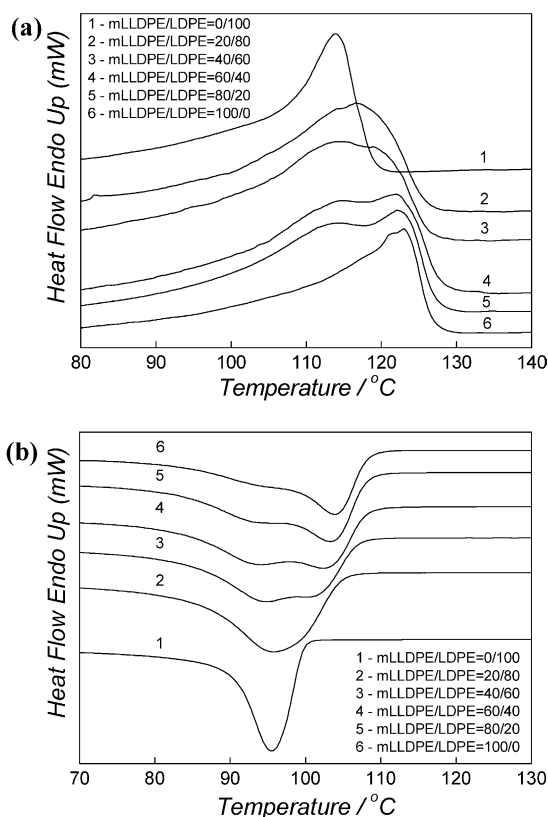 (a)
1 - mLLDPE/LDPE=0/100
2 - mLLDPE/LDPE=20/80
3 - mLLDPE/LDPE=40/60
4 - mLLDPE/LDPE=60/40
5 - mLLDPE/LDPE=80/20
6 - mLLDPE/LDPE=100/0
Heat Flow Endo Up (mW)
1
2
3
4
5
6
80 90 100 110 120 130 140
Temperature / °C
(b)
Heat Flow Endo Up (mW)
6
5
4
3
2
1
1 - mLLDPE/LDPE=0/100
2 - mLLDPE/LDPE=20/80
3 - mLLDPE/LDPE=40/60
4 - mLLDPE/LDPE=60/40
5 - mLLDPE/LDPE=80/20
6 - mLLDPE/LDPE=100/0
70 80 90 100 110 120 130
Temperature / °C